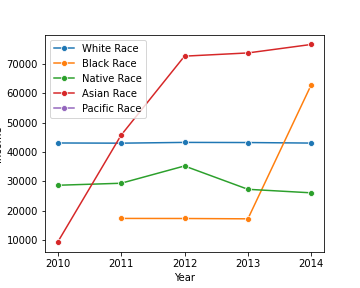 White Race
Black Race
Native Race
Asian Race
Pacific Race
70000
60000
50000
40000
30000
20000
10000
2010 2011 2012 2013 2014
Year